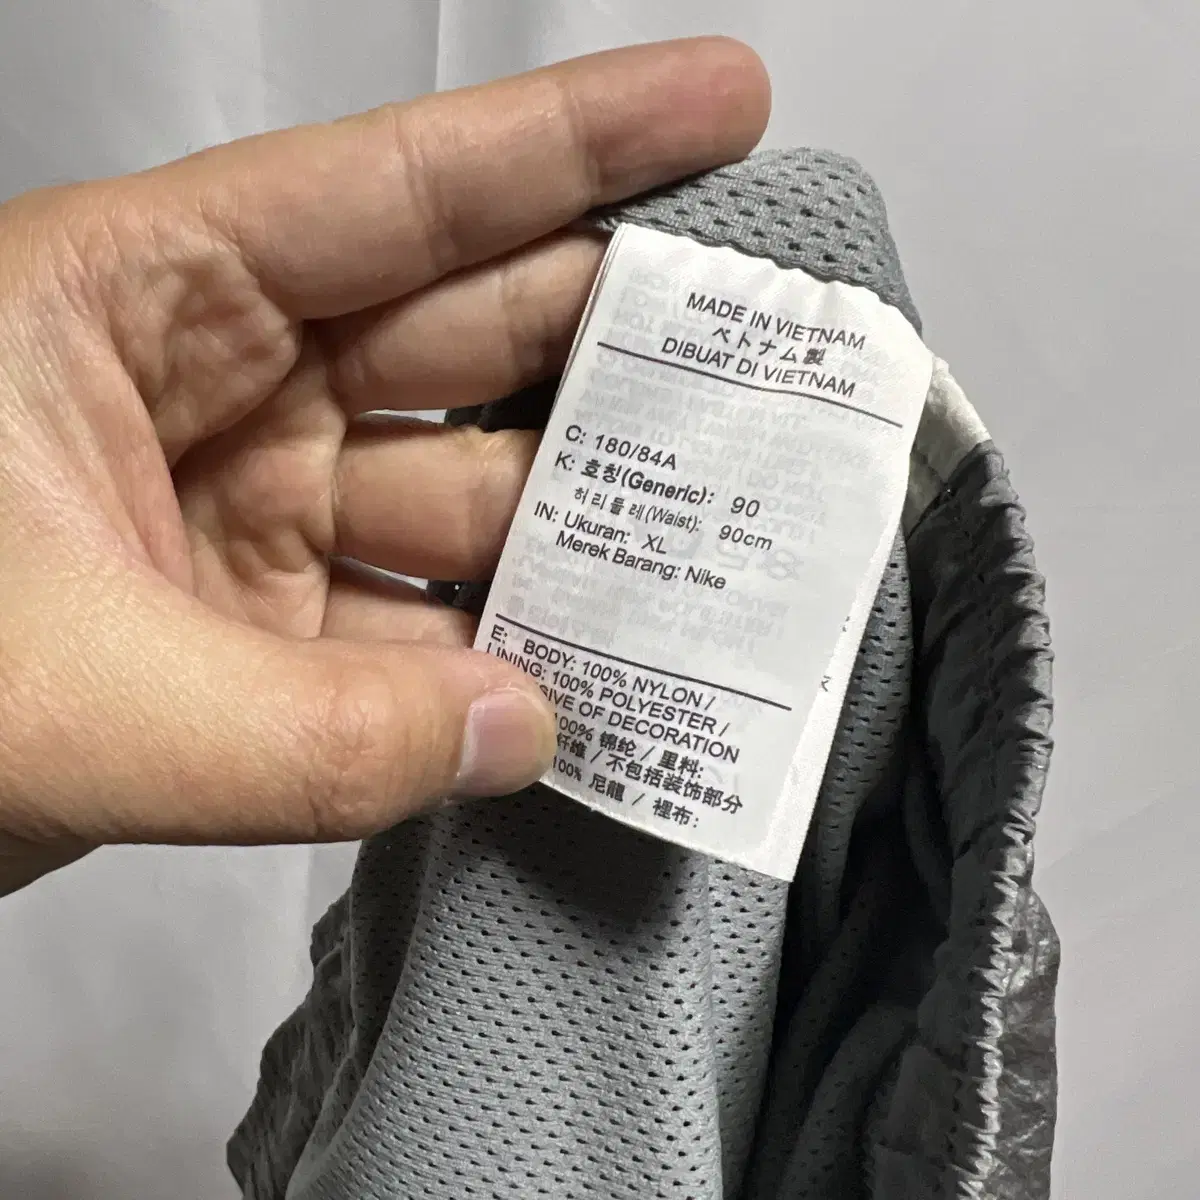 MADE IN VIETNAM
ベトナム製
DIBUAT DI VIETNAM
C: 180/84A
K: 호칭(Generic): 90
허리둘레(Waist): 90cm
IN: Ukuran: XL
Merek Barang: Nike
E: BODY: 100% NYLON /
LINING: 100% POLYESTER /
OF DECORATION
100% 锦纶 / 里料:
纤维 / 不包括装饰部分
100% 尼龍 / 裡布: